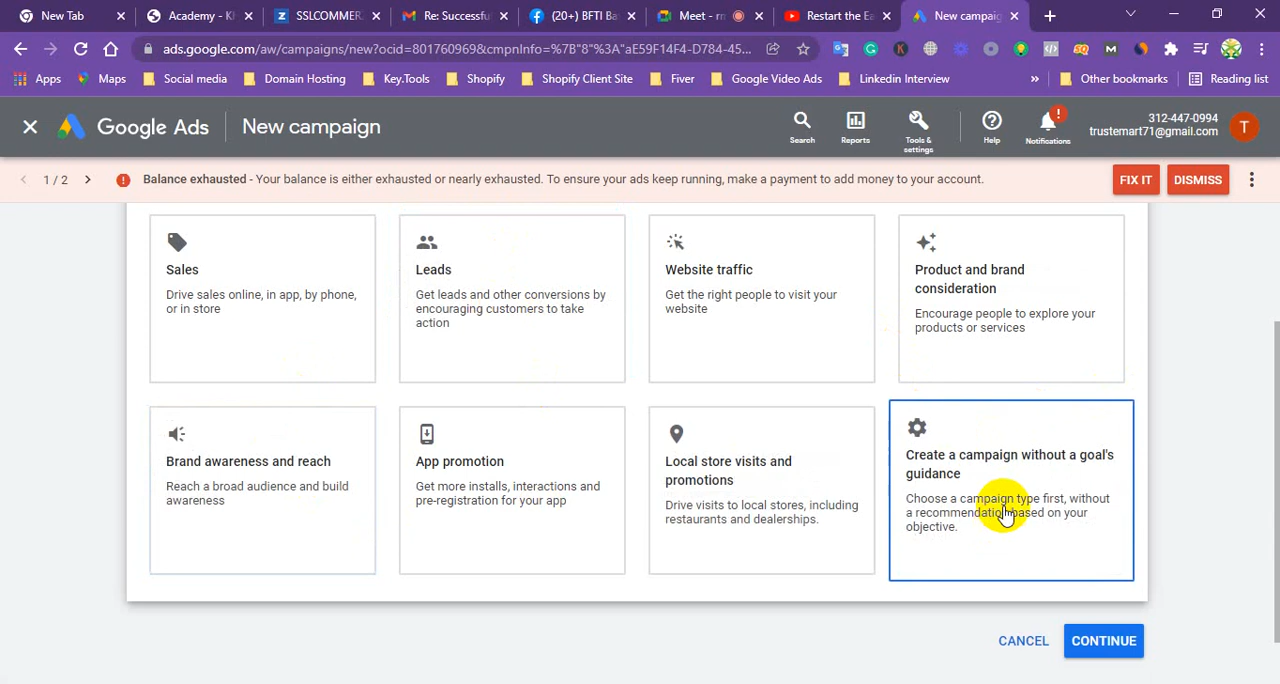 New Tab
Academy - Kh
SSLCOMMER
Re: Successfu
(20+) BFTI Ba
Meet - rm
Restart the Ea
New campaig
ads.google.com/aw/campaigns/new?ocid=801760969&cmpnInfo=%7B"8"%3A"aE59F14F4-D784-45...
Apps
Maps
Social media
Domain Hosting
Key.Tools
Shopify
Shopify Client Site
Fiver
Google Video Ads
Linkedin Interview
»
Other bookmarks
Reading list
Google Ads
New campaign
Search
Reports
Tools &
settings
Help
Notifications
312-447-0994
trustemart71@gmail.com
T
1 / 2
Balance exhausted - Your balance is either exhausted or nearly exhausted. To ensure your ads keep running, make a payment to add money to your account.
FIX IT
DISMISS
Sales
Drive sales online, in app, by phone,
or in store
Leads
Get leads and other conversions by
encouraging customers to take
action
Website traffic
Get the right people to visit your
website
Product and brand
consideration
Encourage people to explore your
products or services
Brand awareness and reach
Reach a broad audience and build
awareness
App promotion
Get more installs, interactions and
pre-registration for your app
Local store visits and
promotions
Drive visits to local stores, including
restaurants and dealerships.
Create a campaign without a goal's
guidance
Choose a campaign type first, without
a recommendation based on your
objective.
CANCEL
CONTINUE